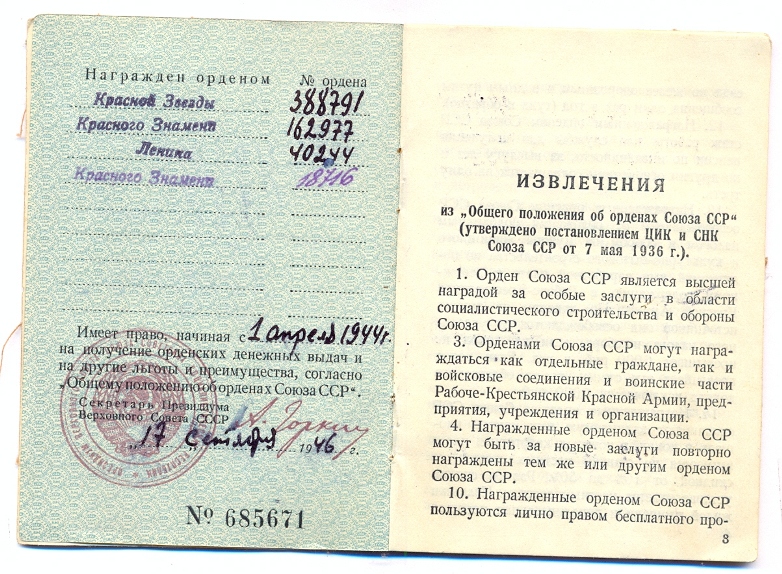 Награжден орденом № ордена
Красной Звезды 388791
Красного Знамени 162977
Ленина 40244
Красного Знамени 18716
Имеет право, начиная с 1 апреля 1944г.
на получение орденских денежных выдач и
на другие льготы и преимущества, согласно
„Общему положению об орденах Союза ССР“.
Секретарь Президиума
Верховного Совета СССР А. Горкин
„17„ Сентября 1946 г.
№ 685671
ИЗВЛЕЧЕНИЯ
из „Общего положения об орденах Союза ССР“
(утверждено постановлением ЦИК и СНК
Союза ССР от 7 мая 1936 г.).
1. Орден Союза ССР является высшей
наградой за особые заслуги в области
социалистического строительства и обороны
Союза ССР.
3. Орденами Союза ССР могут награ-
ждаться как отдельные граждане, так и
войсковые соединения и воинские части
Рабоче-Крестьянской Красной Армии, пред-
приятия, учреждения и организации.
4. Награжденные орденом Союза ССР
могут быть за новые заслуги повторно
награждены тем же или другим орденом
Союза ССР.
10. Награжденные орденом Союза ССР
пользуются лично правом бесплатного про-
3